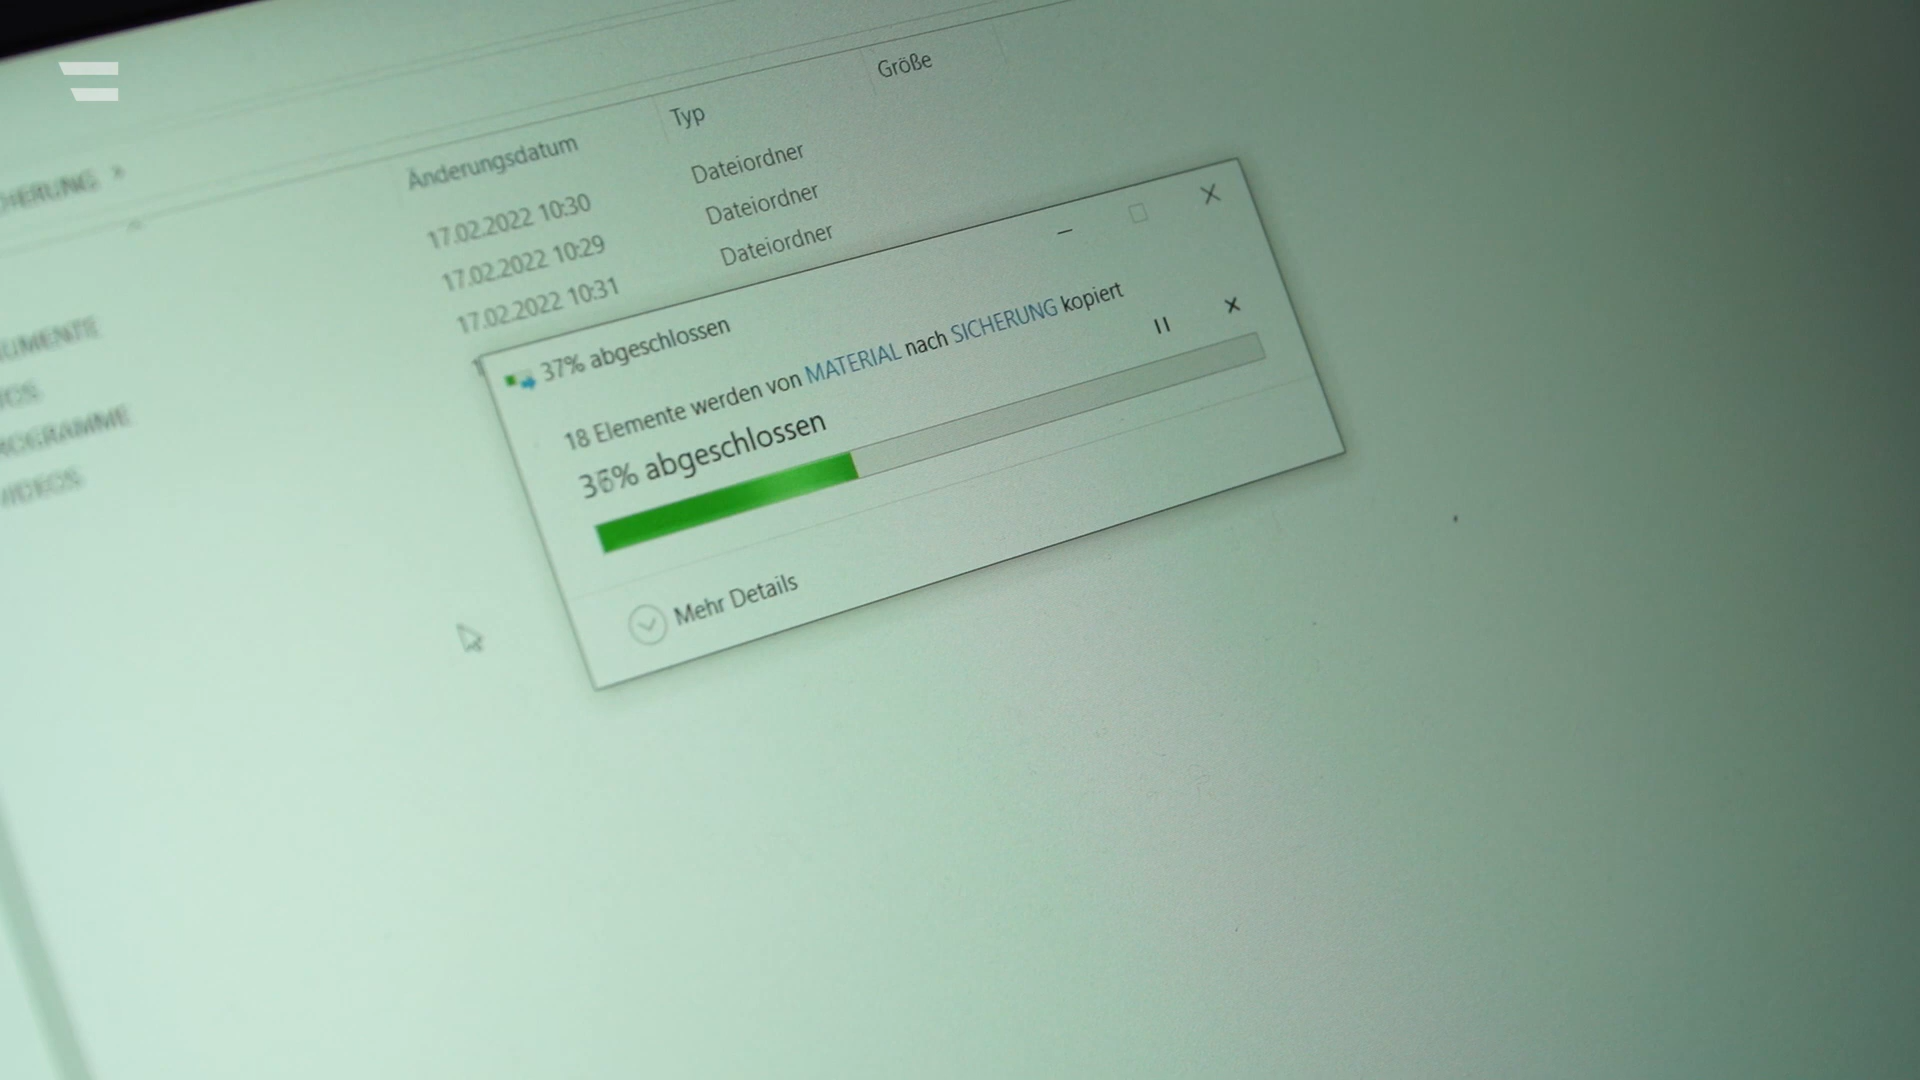 Größe
Typ
Änderungsdatum
17.02.2022 10:30 Dateiordner
17.02.2022 10:29 Dateiordner
17.02.2022 10:31 Dateiordner
37% abgeschlossen
18 Elemente werden von MATERIAL nach SICHERUNG kopiert
36% abgeschlossen
Mehr Details